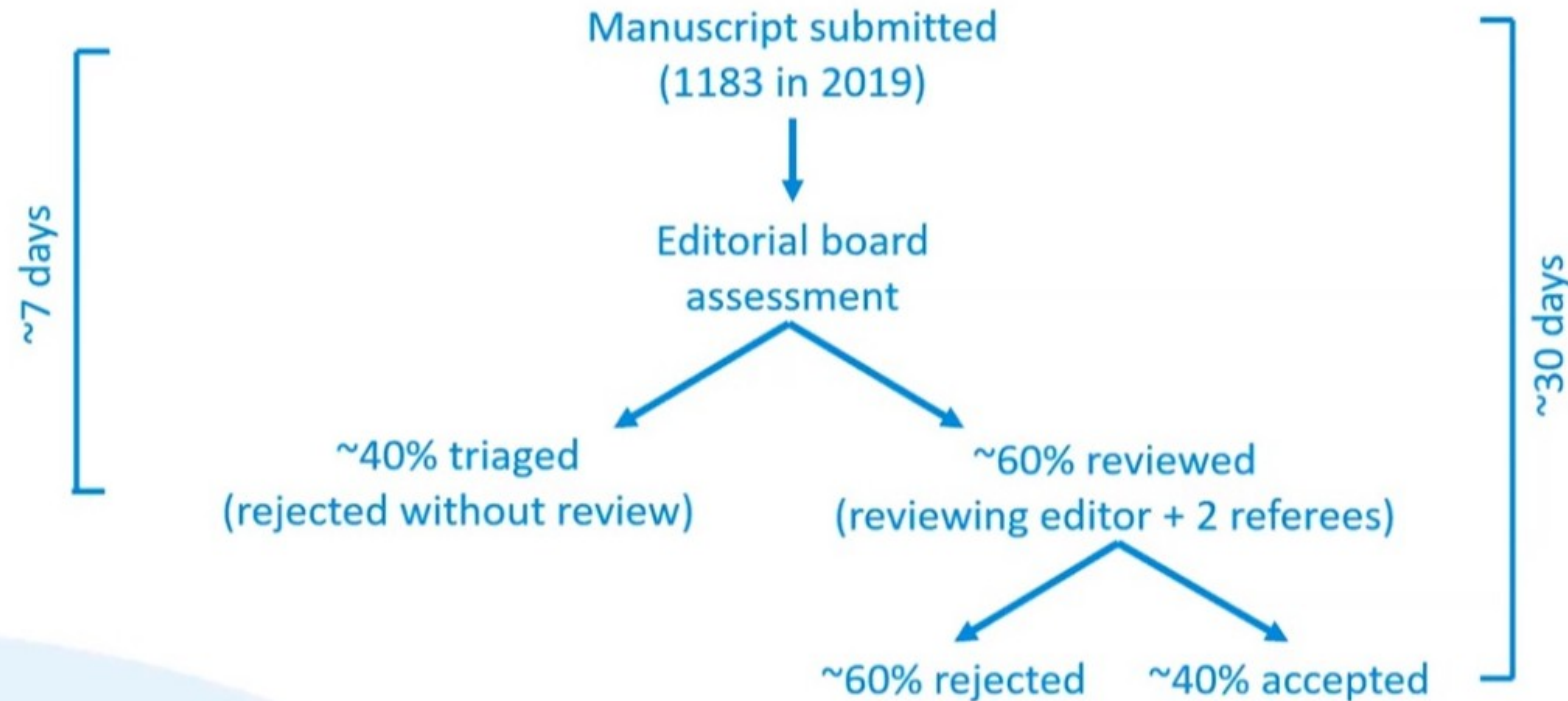 Manuscript submitted
(1183 in 2019)
~7 days
~30 days
Editorial board
assessment
~40% triaged
(rejected without review)
~60% reviewed
(reviewing editor + 2 referees)
~60% rejected
~40% accepted